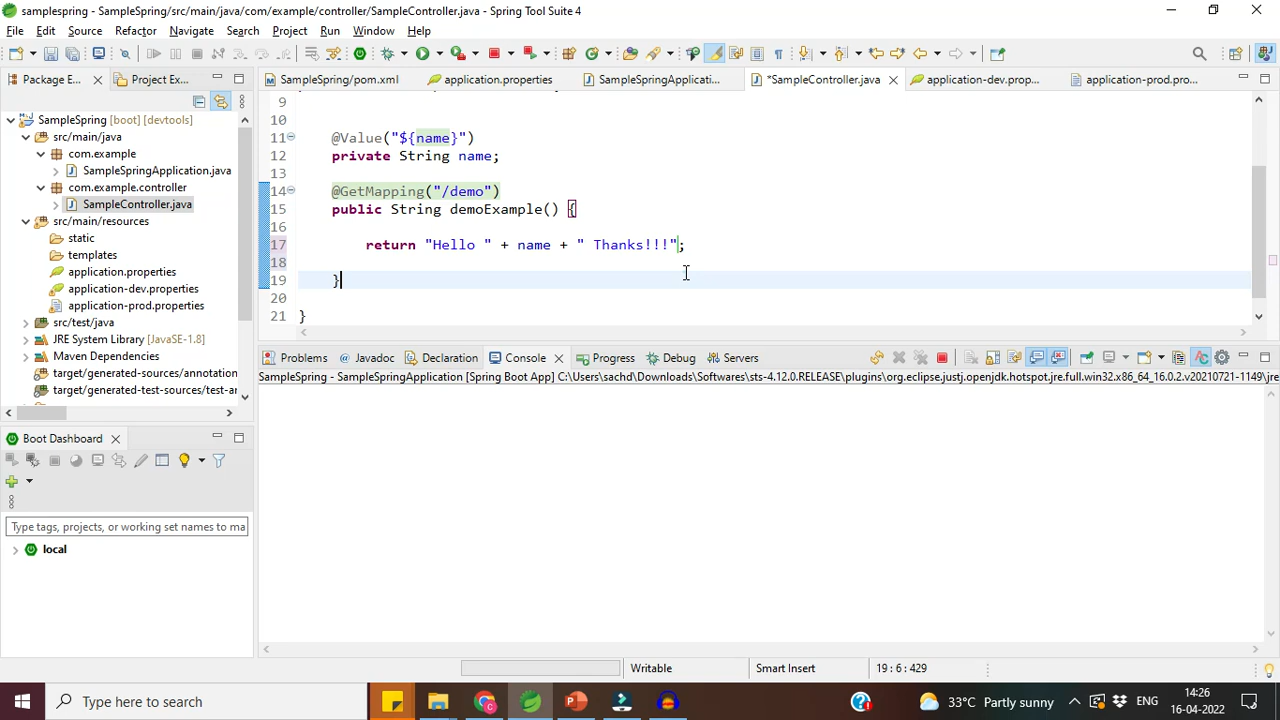 samplespring - SampleSpring/src/main/java/com/example/controller/SampleController.java - Spring Tool Suite 4
File Edit Source Refactor Navigate Search Project Run Window Help
Package E...
Project Ex...
SampleSpring/pom.xml
application.properties
SampleSpringApplicati...
*SampleController.java
application-dev.prop...
application-prod.pro...
SampleSpring [boot] [devtools]
src/main/java
com.example
SampleSpringApplication.java
com.example.controller
SampleController.java
src/main/resources
static
templates
application.properties
application-dev.properties
application-prod.properties
src/test/java
JRE System Library [JavaSE-1.8]
Maven Dependencies
target/generated-sources/annotation
target/generated-test-sources/test-ar
9
10
11 @Value("${name}")
12 private String name;
13
14 @GetMapping("/demo")
15 public String demoExample() {
16
17 return "Hello " + name + " Thanks!!!";
18
19 }
20
21 }
Boot Dashboard
Type tags, projects, or working set names to ma
local
Problems
Javadoc
Declaration
Console
Progress
Debug
Servers
SampleSpring - SampleSpringApplication [Spring Boot App] C:\Users\sachd\Downloads\Softwares\sts-4.12.0.RELEASE\plugins\org.eclipse.justj.openjdk.hotspot.jre.full.win32.x86_64_16.0.2.v20210721-1149\jre
Writable
Smart Insert
19 : 6 : 429
Type here to search
33°C Partly sunny
ENG
14:26
16-04-2022